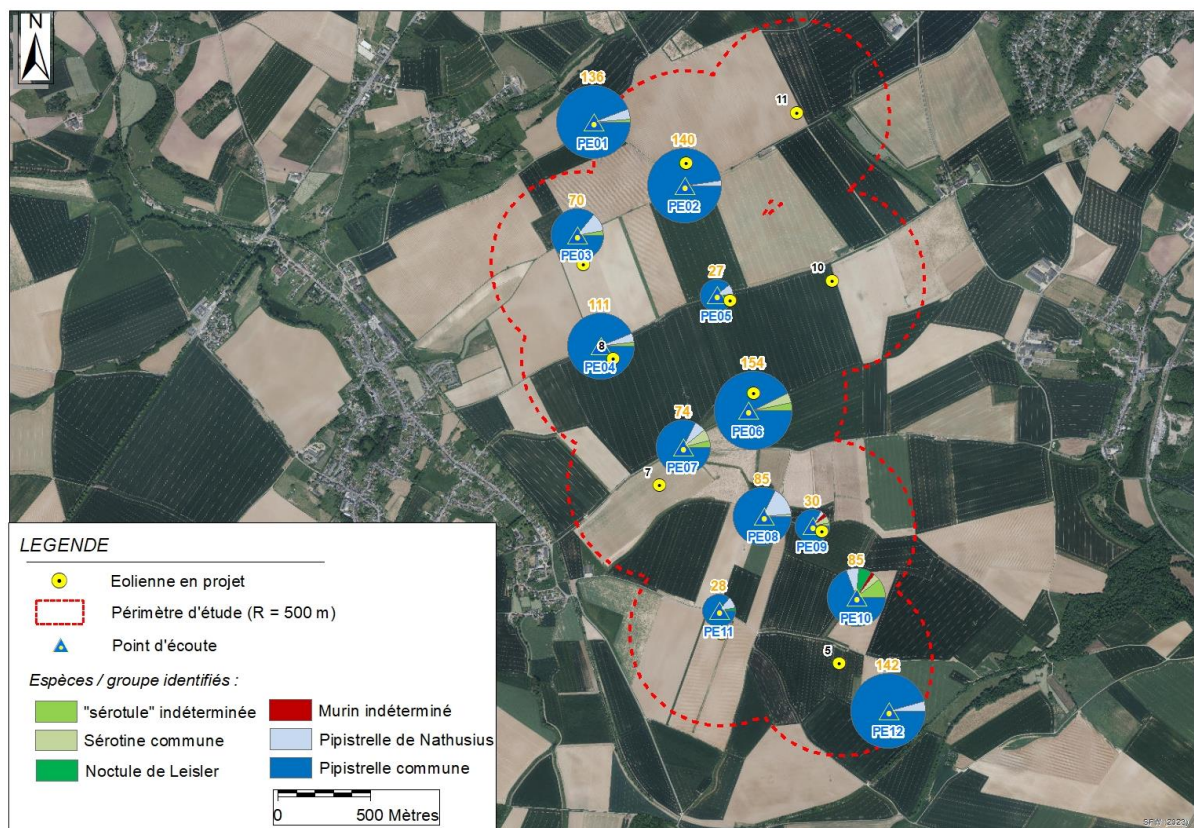 N
136
PE01
11
140
PE02
70
PE03
27
PE05
10
111
8
PE04
154
PE06
74
PE07
7
85
PE08
30
PE09
85
PE10
28
PE11
5
142
PE12
LEGENDE
Eolienne en projet
Périmètre d'étude (R = 500 m)
Point d'écoute
Espèces / groupe identifiés :
"sérotule" indéterminée
Murin indéterminé
Sérotine commune
Pipistrelle de Nathusius
Noctule de Leisler
Pipistrelle commune
0 500 Mètres